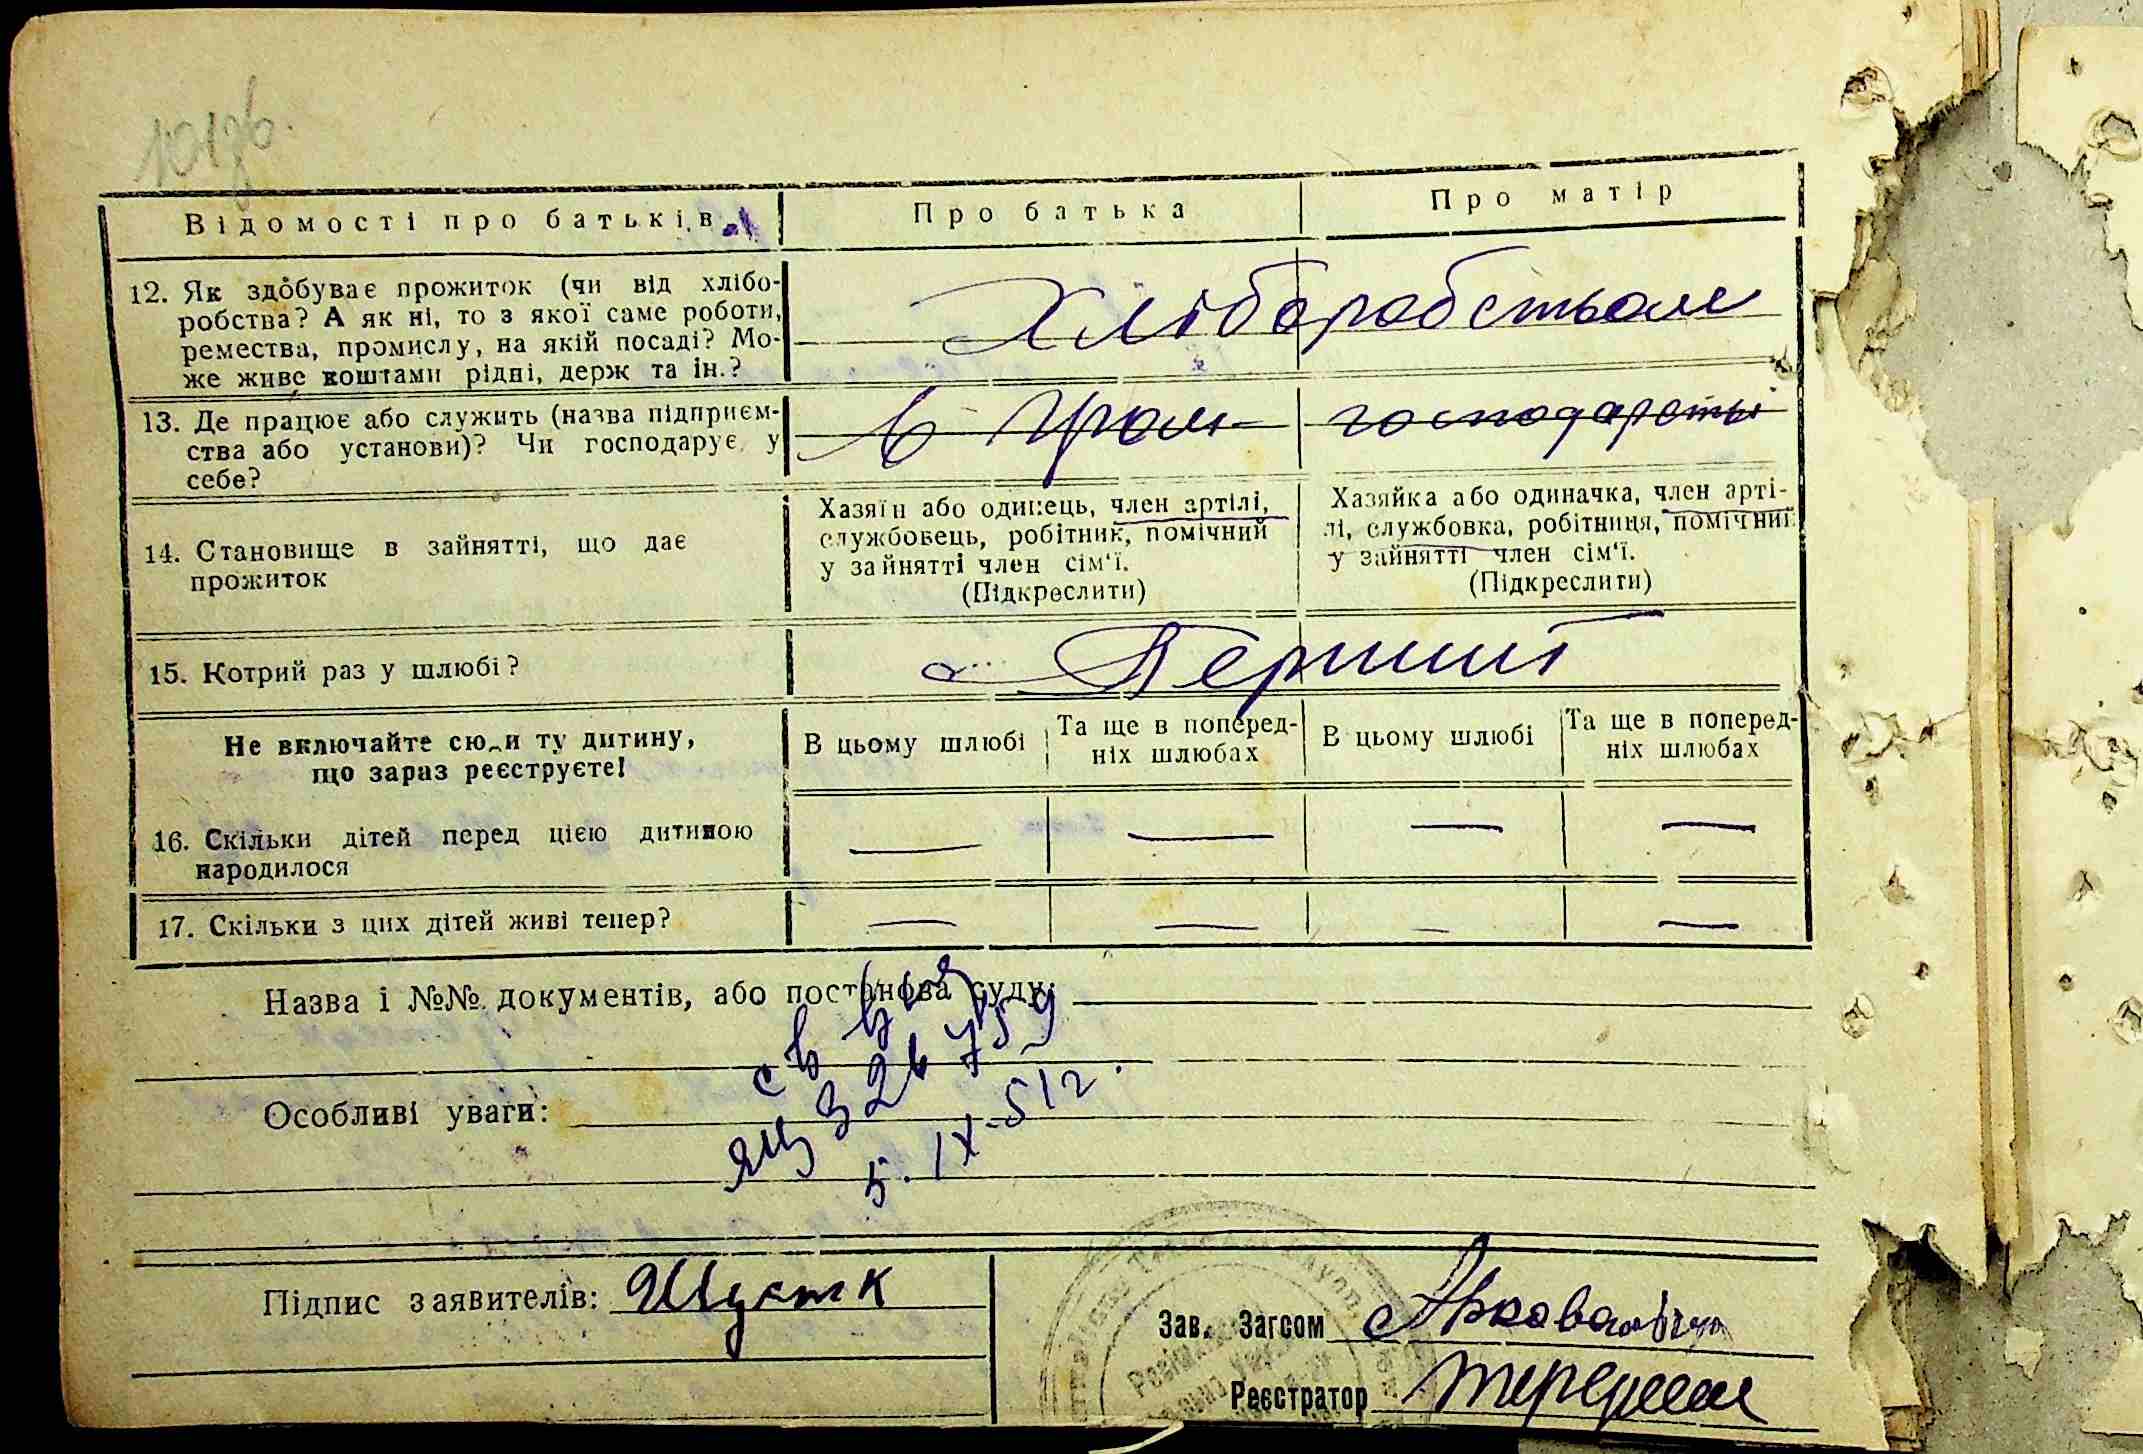 101зв.
Відомості про батьків
Про батька
Про матір
12. Як здобуває прожиток (чи від хлібо-
робства? А як ні, то з якої саме роботи,
ремества, промислу, на якій посаді? Мо-
же живе коштами рідні, держ та ін.?
Хліборобством
13. Де працює або служить (назва підприєм-
ства або установи)? Чи господарує у
себе?
в гром- господарстві
14. Становище в зайнятті, що дає
прожиток
Хазяїн або одинець, член артілі,
службовець, робітник, помічний
у зайнятті член сім'ї.
(Підкреслити)
Хазяйка або одиначка, член арті-
лі, службовка, робітниця, помічний
у зайнятті член сім'ї.
(Підкреслити)
15. Котрий раз у шлюбі?
Перший
Не включайте сюди ту дитину,
що зараз реєструєте!
В цьому шлюбі
Та ще в поперед-
ніх шлюбах
В цьому шлюбі
Та ще в поперед-
ніх шлюбах
16. Скільки дітей перед цією дитиною
народилося
— — — —
17. Скільки з цих дітей живі тепер?
— — — —
Назва і №№ документів, або постанова суду:
Особливі уваги:
5. IX-51г.
Підпис заявителів:
Зав. Загсом
Реєстратор